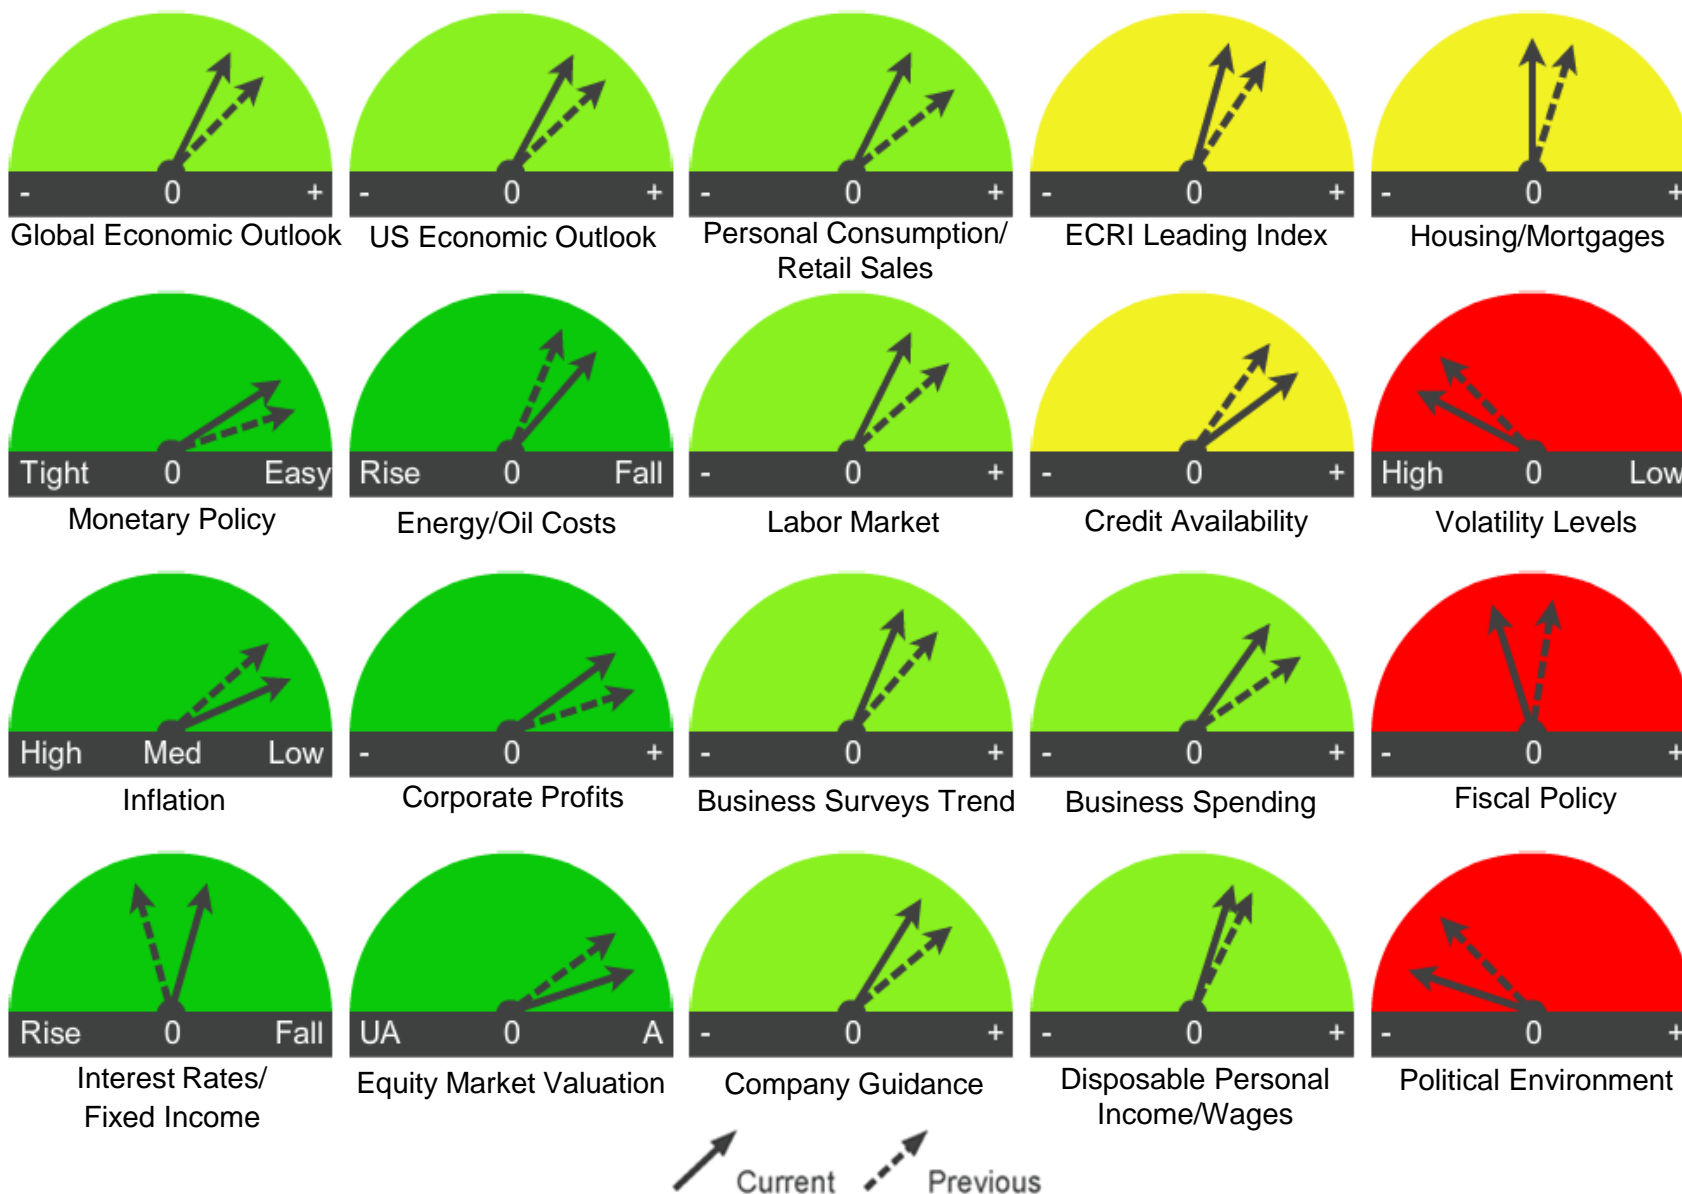 - 0 +
- 0 +
- 0 +
- 0 +
- 0 +
Global Economic Outlook
US Economic Outlook
Personal Consumption/
Retail Sales
ECRI Leading Index
Housing/Mortgages
Tight 0 Easy
Rise 0 Fall
- 0 +
- 0 +
High 0 Low
Monetary Policy
Energy/Oil Costs
Labor Market
Credit Availability
Volatility Levels
High Med Low
- 0 +
- 0 +
- 0 +
- 0 +
Inflation
Corporate Profits
Business Surveys Trend
Business Spending
Fiscal Policy
Rise 0 Fall
UA 0 A
- 0 +
- 0 +
- 0 +
Interest Rates/
Fixed Income
Equity Market Valuation
Company Guidance
Disposable Personal
Income/Wages
Political Environment
Current
Previous